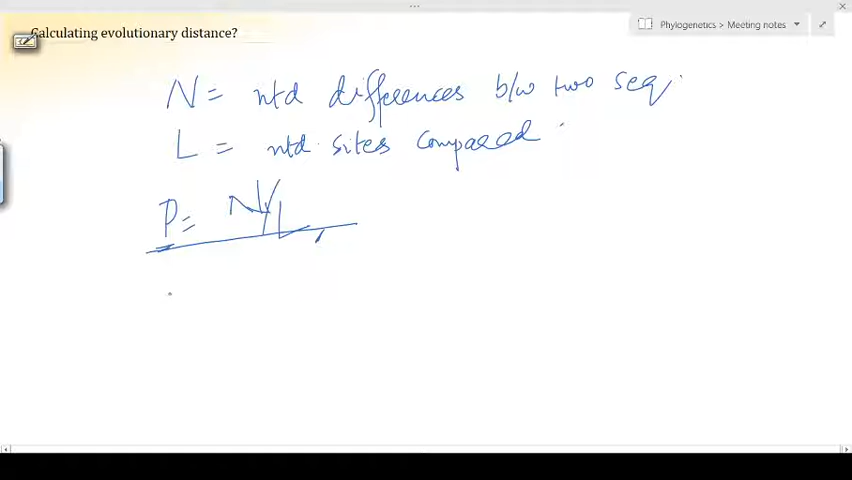 Calculating evolutionary distance?
Phylogenetics > Meeting notes
N = ntd differences b/w two seq.
L = ntd. sites compared
P = N/L